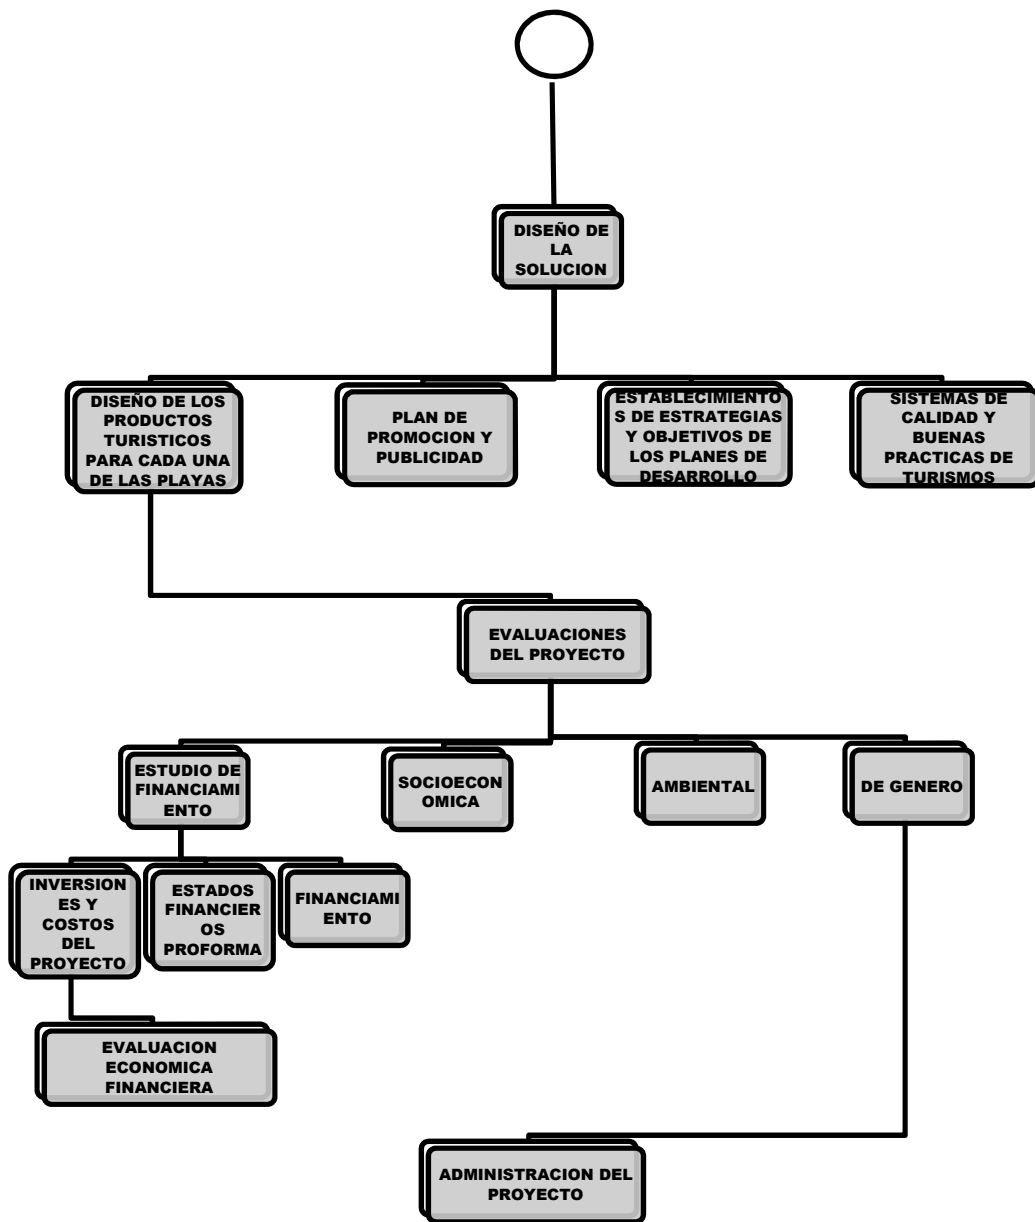 DISEÑO DE
LA
SOLUCION
DISEÑO DE LOS
PRODUCTOS
TURISTICOS
PARA CADA UNA
DE LAS PLAYAS
PLAN DE
PROMOCION Y
PUBLICIDAD
ESTABLECIMIENTO
S DE ESTRATEGIAS
Y OBJETIVOS DE
LOS PLANES DE
DESARROLLO
SISTEMAS DE
CALIDAD Y
BUENAS
PRACTICAS DE
TURISMOS
EVALUACIONES
DEL PROYECTO
ESTUDIO DE
FINANCIAMI
ENTO
SOCIOECON
OMICA
AMBIENTAL
DE GENERO
INVERSION
ES Y
COSTOS
DEL
PROYECTO
ESTADOS
FINANCIER
OS
PROFORMA
FINANCIAMI
ENTO
EVALUACION
ECONOMICA
FINANCIERA
ADMINISTRACION DEL
PROYECTO